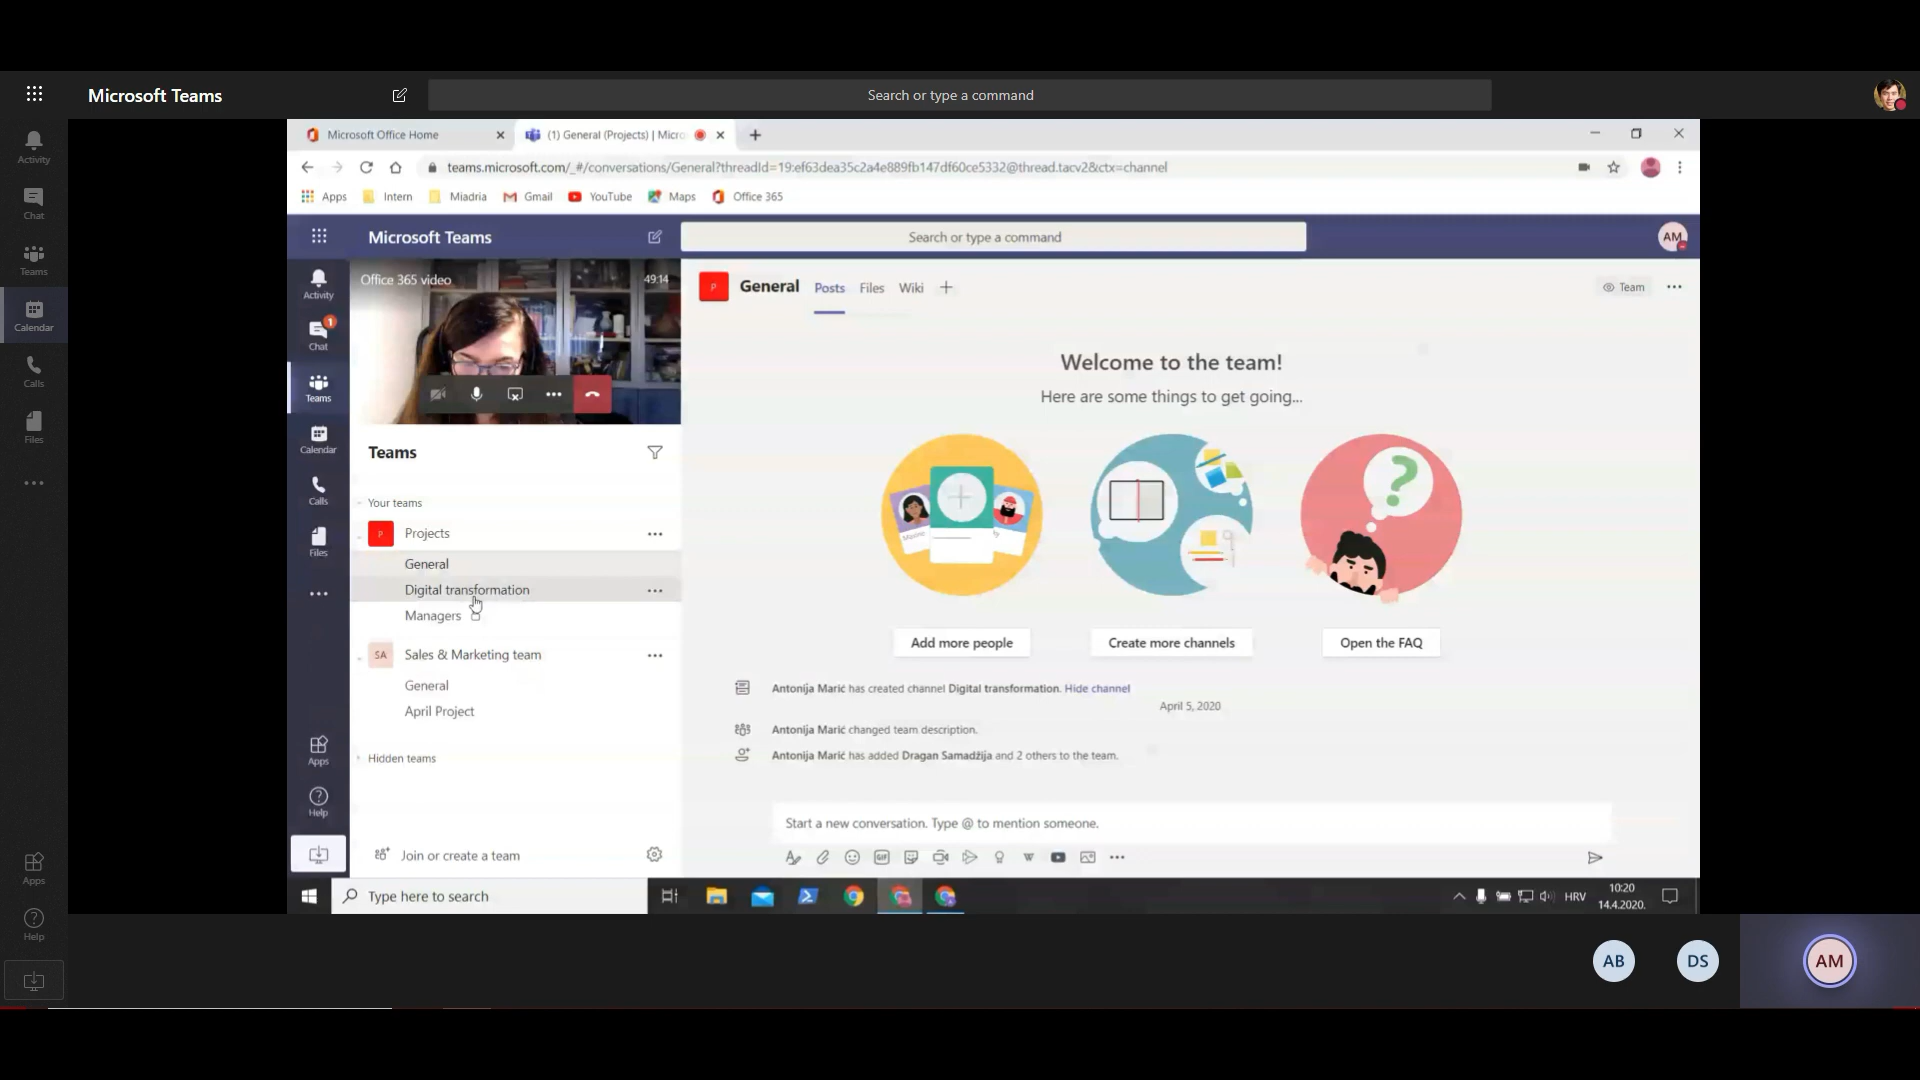 Microsoft Teams
Search or type a command
Activity
Chat
Teams
Calendar
Calls
Files
Apps
Help
Microsoft Office Home
(1) General (Projects) | Micro
teams.microsoft.com/_#/conversations/General?threadId=19:ef63dea35c2a4e889fb147df60ce5332@thread.tacv2&ctx=channel
Apps
Intern
Miadria
Gmail
YouTube
Maps
Office 365
Microsoft Teams
Search or type a command
AM
Activity
1
Chat
Teams
Calendar
Calls
Files
Apps
Help
Office 365 video
49:14
Teams
Your teams
P
Projects
General
Digital transformation
Managers
SA
Sales & Marketing team
General
April Project
Hidden teams
Join or create a team
P
General
Posts
Files
Wiki
Team
Welcome to the team!
Here are some things to get going...
Maxine
Add more people
Create more channels
?
Open the FAQ
Antonija Marić has created channel Digital transformation. Hide channel
April 5, 2020
Antonija Marić changed team description.
Antonija Marić has added Dragan Samadžija and 2 others to the team.
Start a new conversation. Type @ to mention someone.
GIF
W
Type here to search
HRV
10:20
14.4.2020.
AB
DS
AM